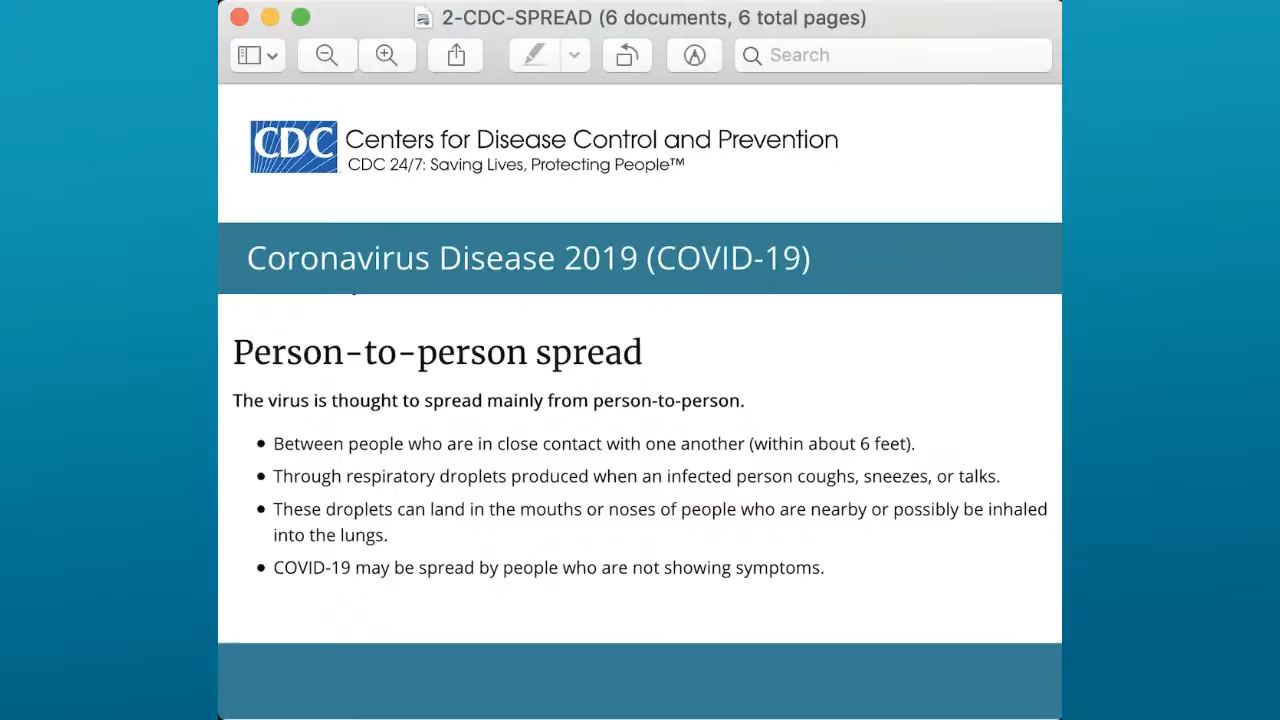 2-CDC-SPREAD (6 documents, 6 total pages)
Search
CDC Centers for Disease Control and Prevention
CDC 24/7: Saving Lives, Protecting People™
Coronavirus Disease 2019 (COVID-19)
Person-to-person spread
The virus is thought to spread mainly from person-to-person.
• Between people who are in close contact with one another (within about 6 feet).
• Through respiratory droplets produced when an infected person coughs, sneezes, or talks.
• These droplets can land in the mouths or noses of people who are nearby or possibly be inhaled
into the lungs.
• COVID-19 may be spread by people who are not showing symptoms.